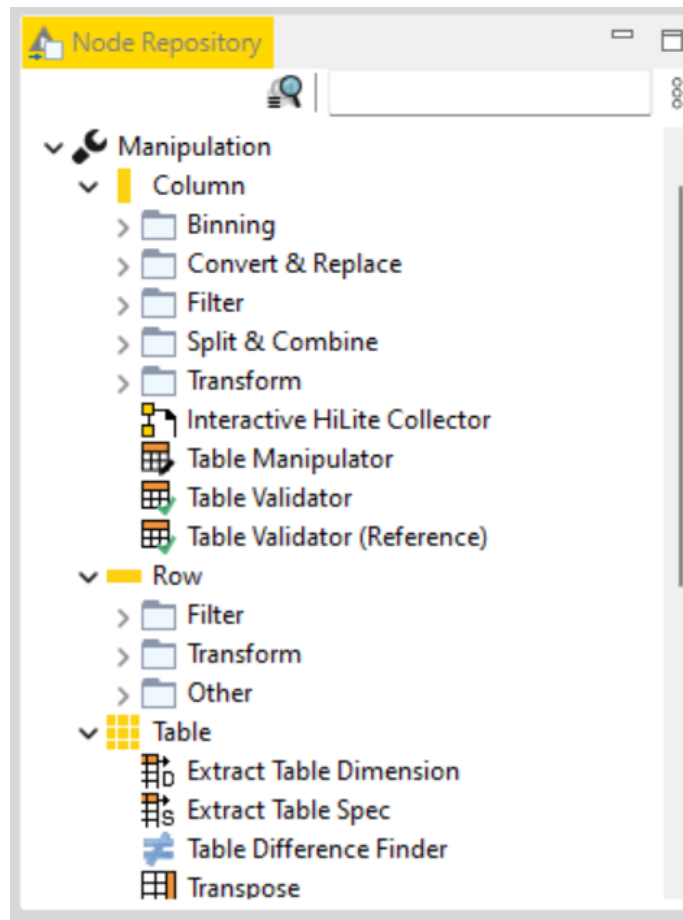 Node Repository
Manipulation
Column
Binning
Convert & Replace
Filter
Split & Combine
Transform
Interactive HiLite Collector
Table Manipulator
Table Validator
Table Validator (Reference)
Row
Filter
Transform
Other
Table
Extract Table Dimension
Extract Table Spec
Table Difference Finder
Transpose